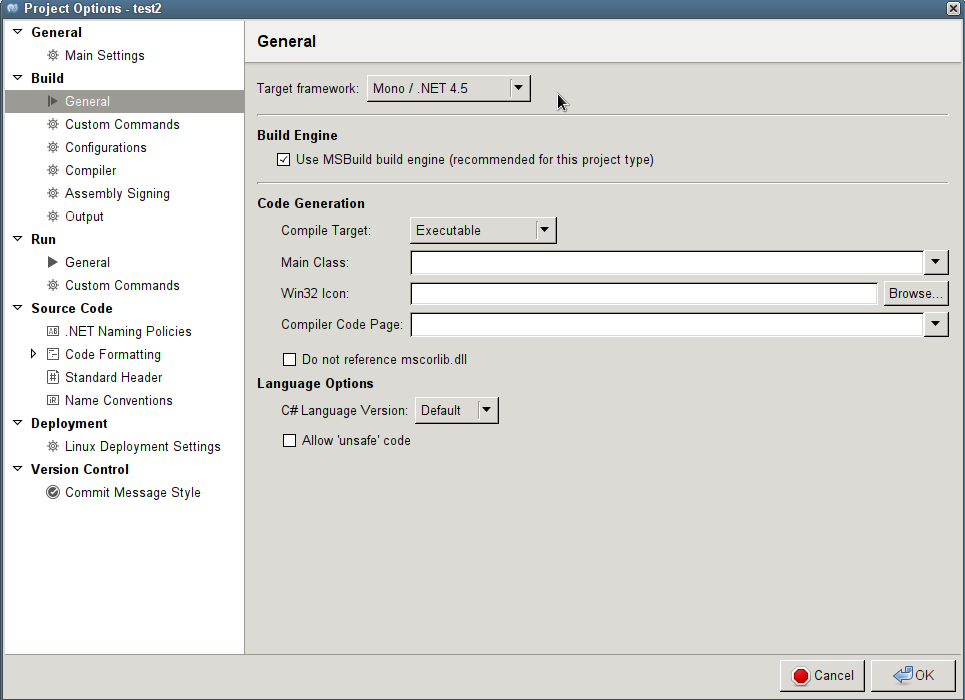 Project Options - test2
General
Main Settings
Build
General
Custom Commands
Configurations
Compiler
Assembly Signing
Output
Run
General
Custom Commands
Source Code
.NET Naming Policies
Code Formatting
Standard Header
Name Conventions
Deployment
Linux Deployment Settings
Version Control
Commit Message Style
General
Target framework: Mono / .NET 4.5
Build Engine
Use MSBuild build engine (recommended for this project type)
Code Generation
Compile Target: Executable
Main Class:
Win32 Icon: Browse...
Compiler Code Page:
Do not reference mscorlib.dll
Language Options
C# Language Version: Default
Allow 'unsafe' code
Cancel OK